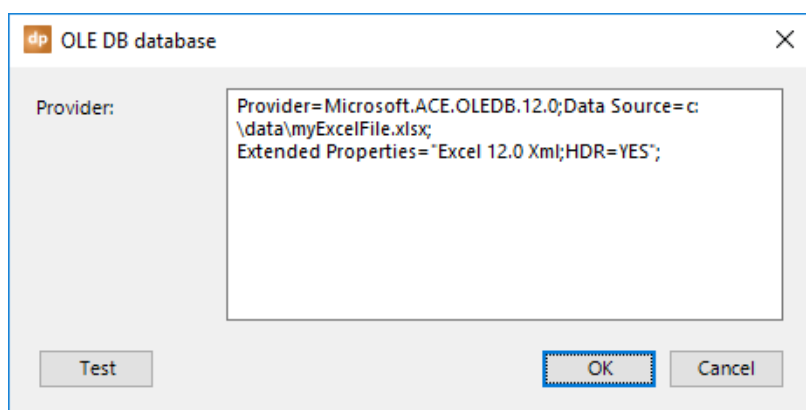 dp OLE DB database
Provider:
Provider=Microsoft.ACE.OLEDB.12.0;Data Source=c:
\data\myExcelFile.xlsx;
Extended Properties="Excel 12.0 Xml;HDR=YES";
Test
OK
Cancel